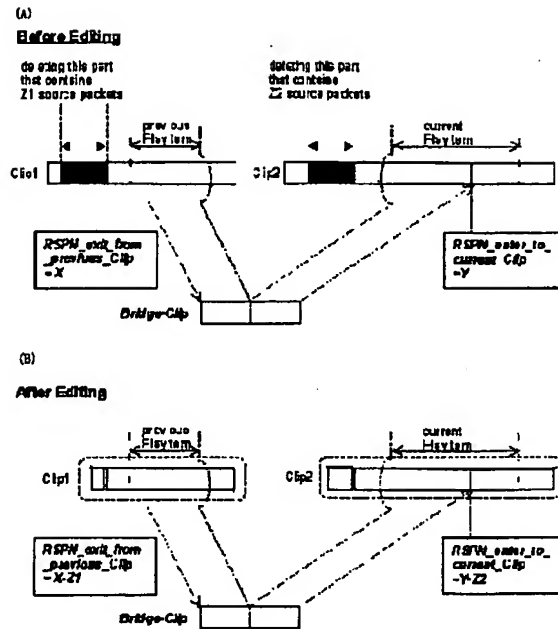 (A)
Before Editing
deleting this part
that contains
Z1 source packets
deleting this part
that contains
Z2 source packets
previous
PlayItem
current
PlayItem
Clip1
Clip2
RSPN_exit_from
_previous_Clip
=X
RSPN_enter_to_
current_Clip
=Y
Bridge-Clip
(B)
After Editing
previous
PlayItem
current
PlayItem
Clip1
Clip2
RSPN_exit_from
_previous_Clip
=X-Z1
RSPN_enter_to_
current_Clip
=Y-Z2
Bridge-Clip